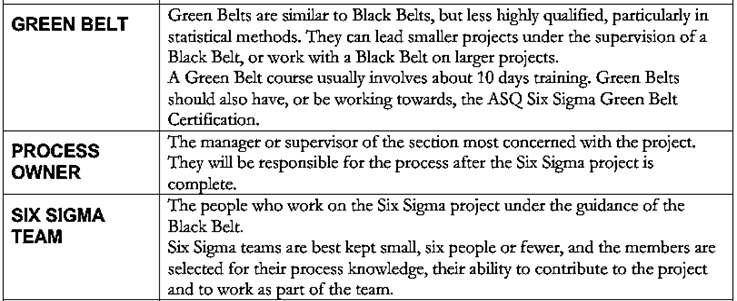 GREEN BELT
Green Belts are similar to Black Belts, but less highly qualified, particularly in
statistical methods. They can lead smaller projects under the supervision of a
Black Belt, or work with a Black Belt on larger projects.
A Green Belt course usually involves about 10 days training. Green Belts
should also have, or be working towards, the ASQ Six Sigma Green Belt
Certification.
PROCESS
OWNER
The manager or supervisor of the section most concerned with the project.
They will be responsible for the process after the Six Sigma project is
complete.
SIX SIGMA
TEAM
The people who work on the Six Sigma project under the guidance of the
Black Belt.
Six Sigma teams are best kept small, six people or fewer, and the members are
selected for their process knowledge, their ability to contribute to the project
and to work as part of the team.